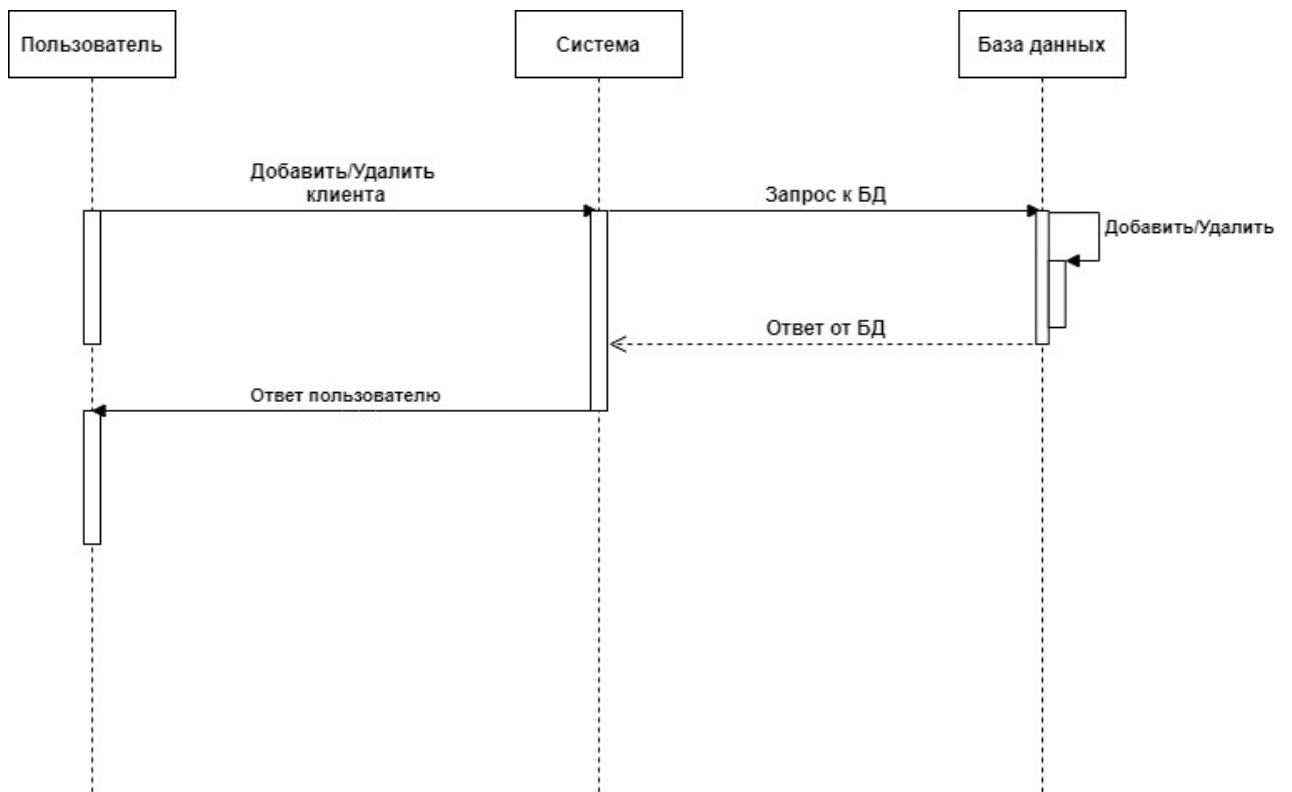 Пользователь
Система
База данных
Добавить/Удалить
клиента
Запрос к БД
Добавить/Удалить
Ответ от БД
Ответ пользователю